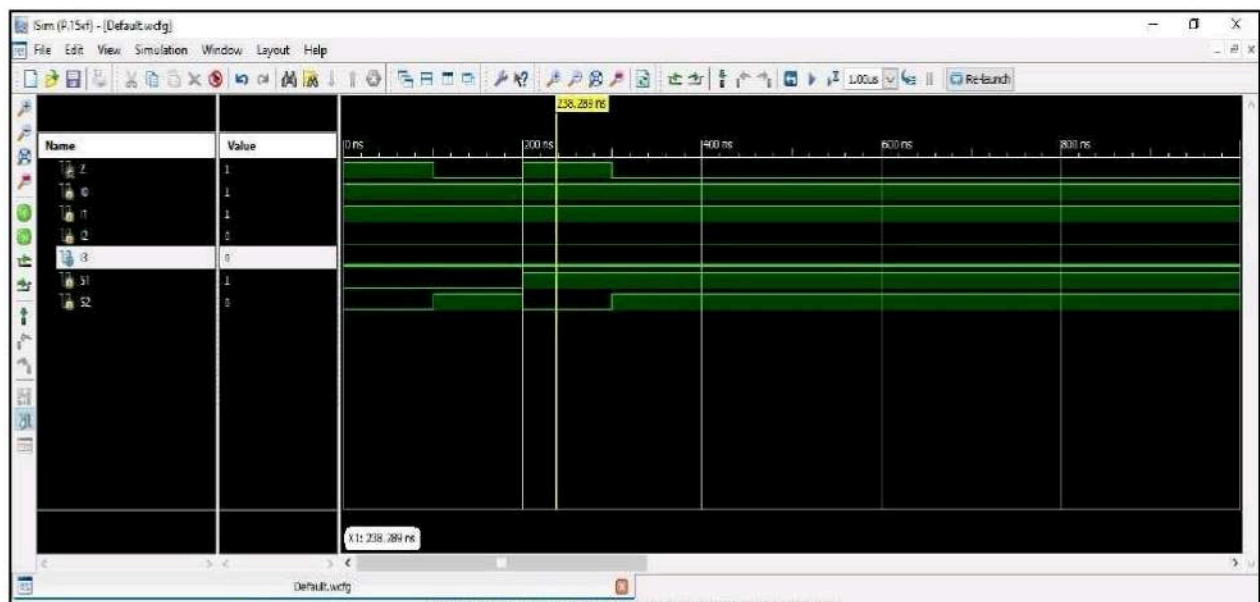 ISim (P.15xf) - [Default.wcfg]
File Edit View Simulation Window Layout Help
1.00us Re-launch
238.289 ns
Name Value 0 ns 200 ns 400 ns 600 ns 800 ns
Z 1
I0 1
I1 1
I2 0
I3 0
S1 1
S2 0
X1: 238.289 ns
Default.wcfg